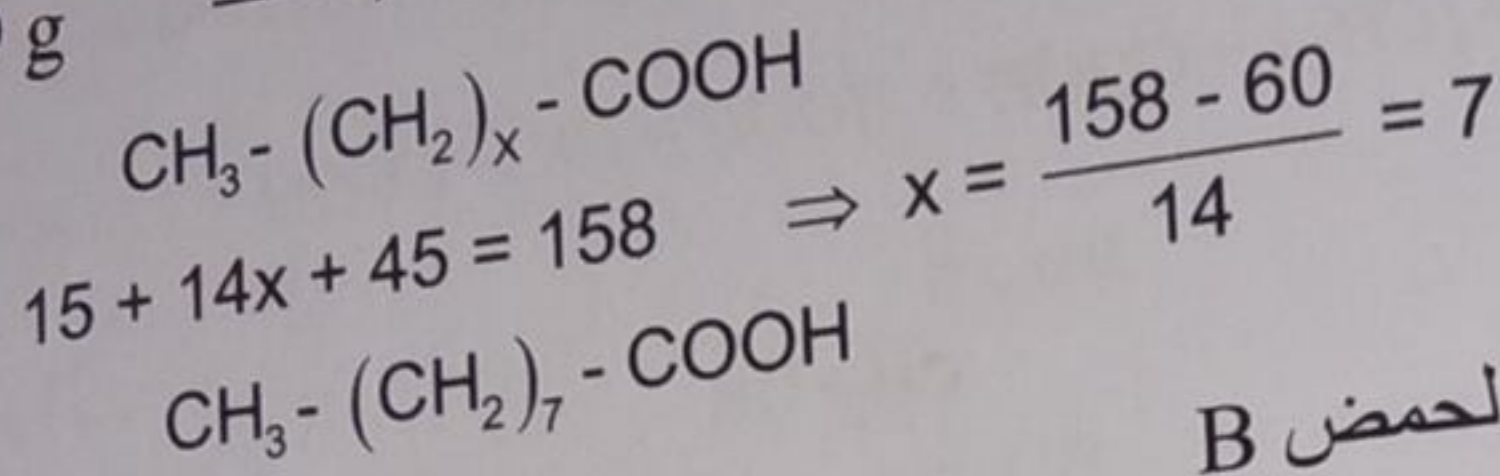 g
CH₃- (CH₂)ₓ - COOH
15 + 14x + 45 = 158 ⇒ x = (158 - 60)/14 = 7
CH₃- (CH₂)₇ - COOH
لحمض B